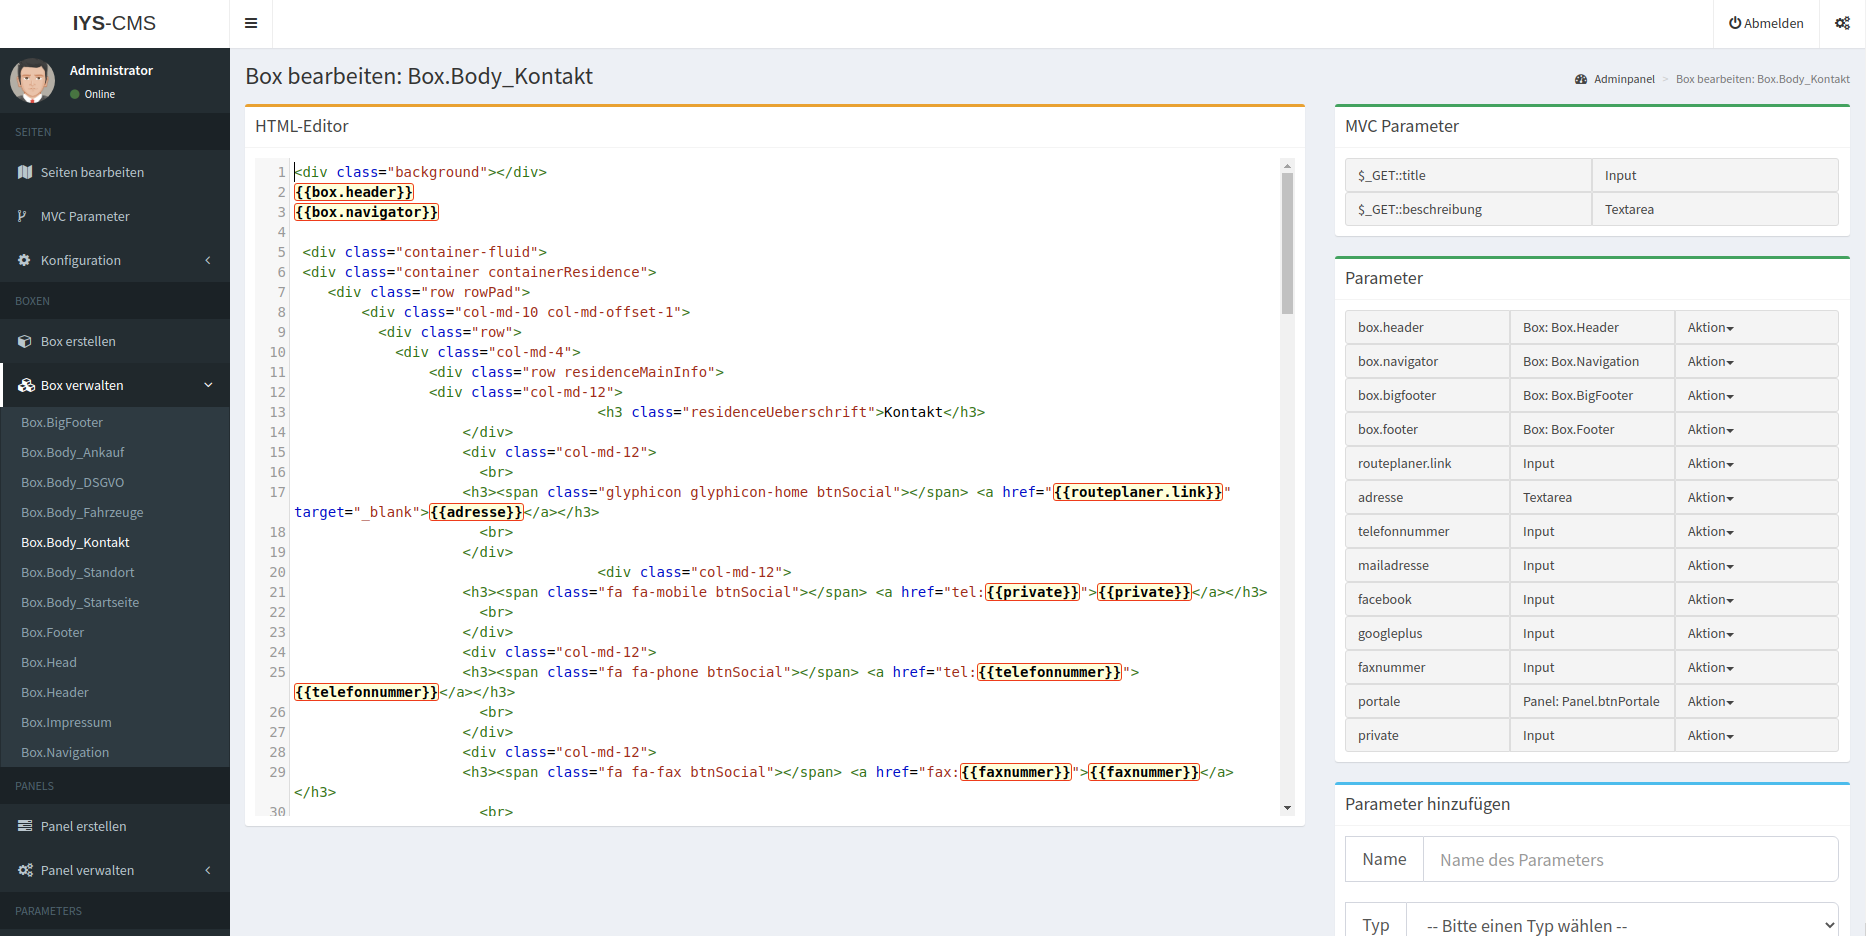 IYS-CMS
Abmelden
Administrator
Online
SEITEN
Seiten bearbeiten
MVC Parameter
Konfiguration
BOXEN
Box erstellen
Box verwalten
Box.BigFooter
Box.Body_Ankauf
Box.Body_DSGVO
Box.Body_Fahrzeuge
Box.Body_Kontakt
Box.Body_Standort
Box.Body_Startseite
Box.Footer
Box.Head
Box.Header
Box.Impressum
Box.Navigation
PANELS
Panel erstellen
Panel verwalten
PARAMETERS
Box bearbeiten: Box.Body_Kontakt
Adminpanel > Box bearbeiten: Box.Body_Kontakt
HTML-Editor
1 <div class="background"></div>
2 {{box.header}}
3 {{box.navigator}}
4
5 <div class="container-fluid">
6 <div class="container containerResidence">
7 <div class="row rowPad">
8 <div class="col-md-10 col-md-offset-1">
9 <div class="row">
10 <div class="col-md-4">
11 <div class="row residenceMainInfo">
12 <div class="col-md-12">
13 <h3 class="residenceUeberschrift">Kontakt</h3>
14 </div>
15 <div class="col-md-12">
16 <br>
17 <h3><span class="glyphicon glyphicon-home btnSocial"></span> <a href="{{routeplaner.link}}"
target="_blank">{{adresse}}</a></h3>
18 <br>
19 </div>
20 <div class="col-md-12">
21 <h3><span class="fa fa-mobile btnSocial"></span> <a href="tel:{{private}}">{{private}}</a></h3>
22 <br>
23 </div>
24 <div class="col-md-12">
25 <h3><span class="fa fa-phone btnSocial"></span> <a href="tel:{{telefonnummer}}">
{{telefonnummer}}</a></h3>
26 <br>
27 </div>
28 <div class="col-md-12">
29 <h3><span class="fa fa-fax btnSocial"></span> <a href="fax:{{faxnummer}}">{{faxnummer}}</a>
</h3>
30 <br>
MVC Parameter
$_GET::title Input
$_GET::beschreibung Textarea
Parameter
box.header Box: Box.Header Aktion
box.navigator Box: Box.Navigation Aktion
box.bigfooter Box: Box.BigFooter Aktion
box.footer Box: Box.Footer Aktion
routeplaner.link Input Aktion
adresse Textarea Aktion
telefonnummer Input Aktion
mailadresse Input Aktion
facebook Input Aktion
googleplus Input Aktion
faxnummer Input Aktion
portale Panel: Panel.btnPortale Aktion
private Input Aktion
Parameter hinzufügen
Name Name des Parameters
Typ -- Bitte einen Typ wählen --